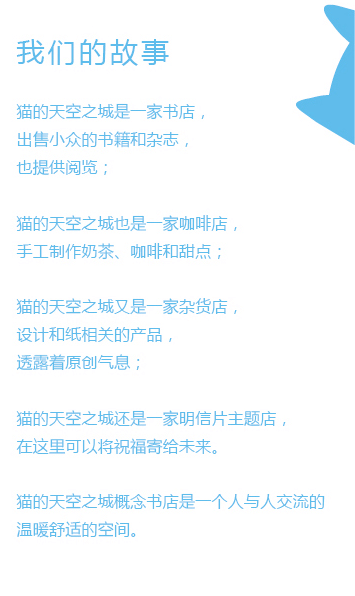 我们的故事
猫的天空之城是一家书店，
出售小众的书籍和杂志，
也提供阅览；
猫的天空之城也是一家咖啡店，
手工制作奶茶、咖啡和甜点；
猫的天空之城又是一家杂货店，
设计和纸相关的产品，
透露着原创气息；
猫的天空之城还是一家明信片主题店，
在这里可以将祝福寄给未来。
猫的天空之城概念书店是一个人与人交流的
温暖舒适的空间。